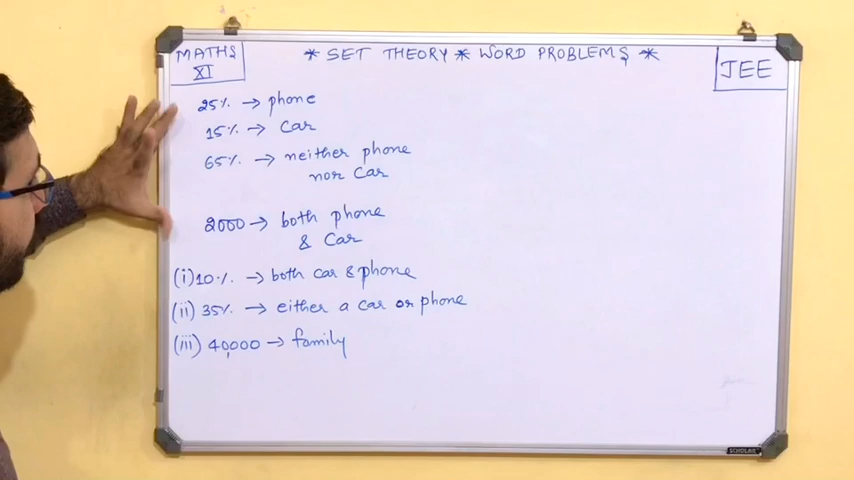 MATHS
XI
* SET THEORY * WORD PROBLEMS *
JEE
25% → phone
15% → Car
65% → neither phone
nor Car
2000 → both phone
& Car
(i) 10% → both car & phone
(ii) 35% → either a car or phone
(iii) 40,000 → family
SCHOLAR